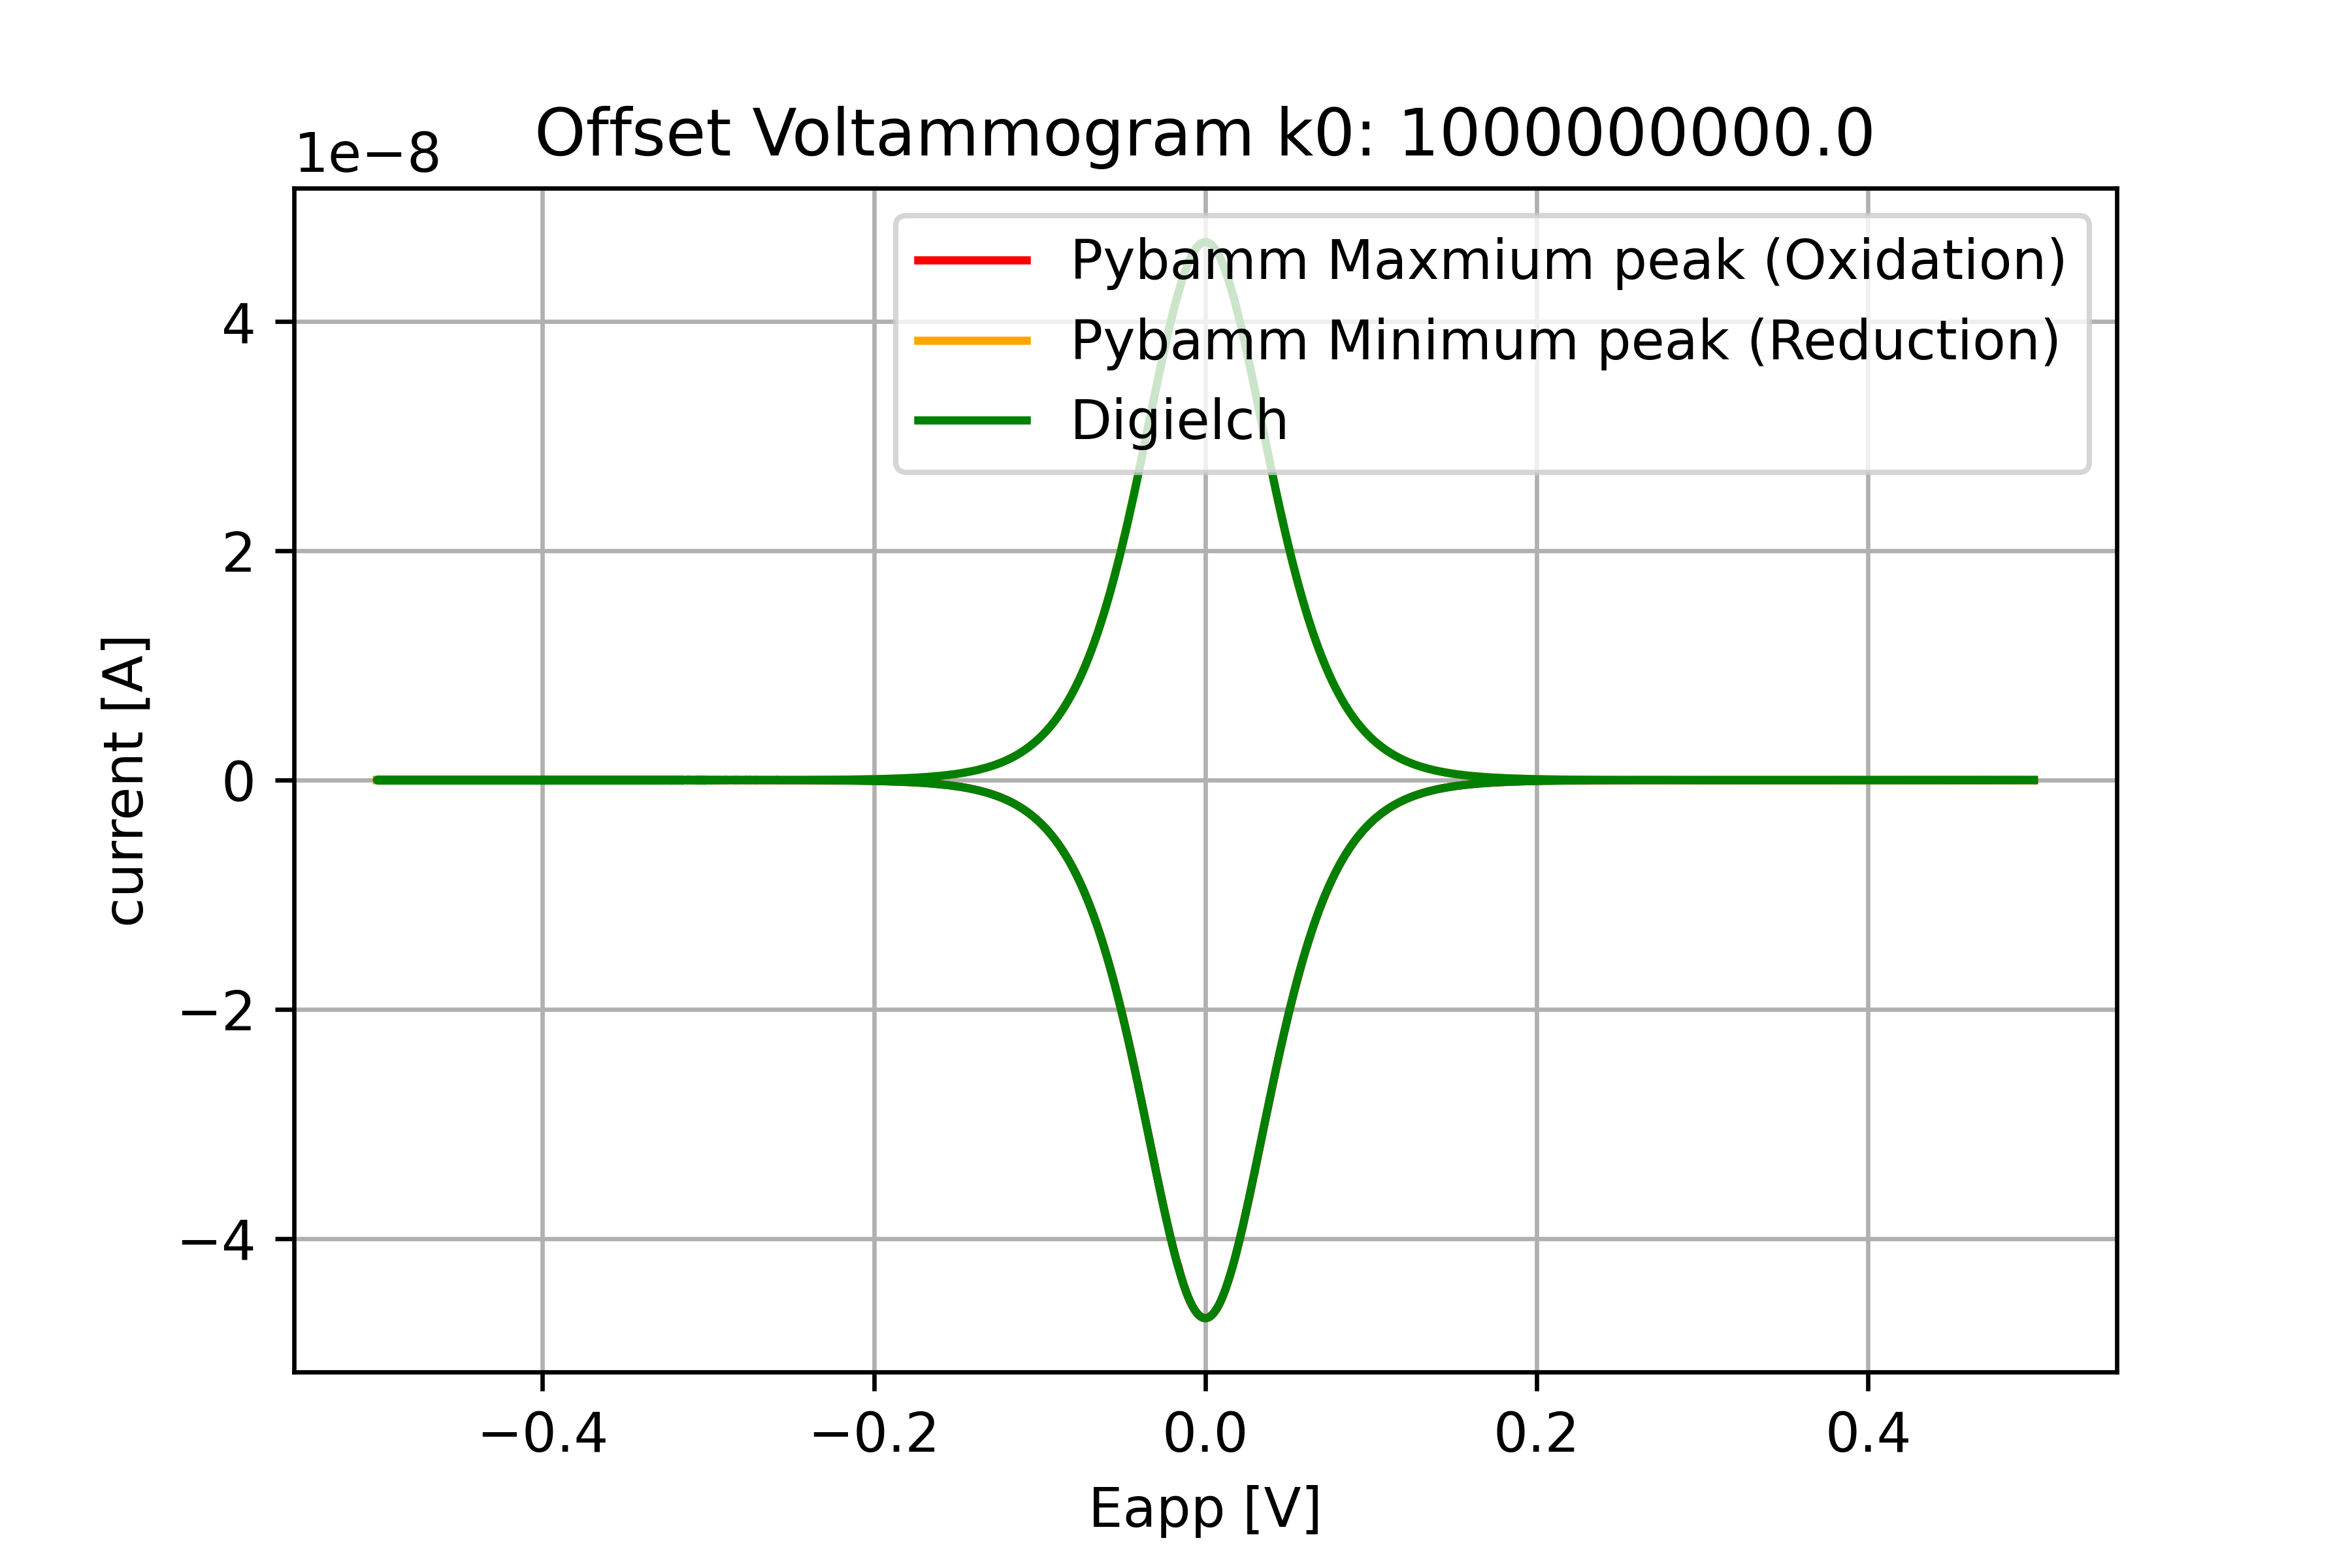 Offset Voltammogram k0: 1000000000.0
1e−8
Pybamm Maxmium peak (Oxidation)
Pybamm Minimum peak (Reduction)
Digielch
4
2
0
−2
−4
current [A]
−0.4
−0.2
0.0
0.2
0.4
Eapp [V]